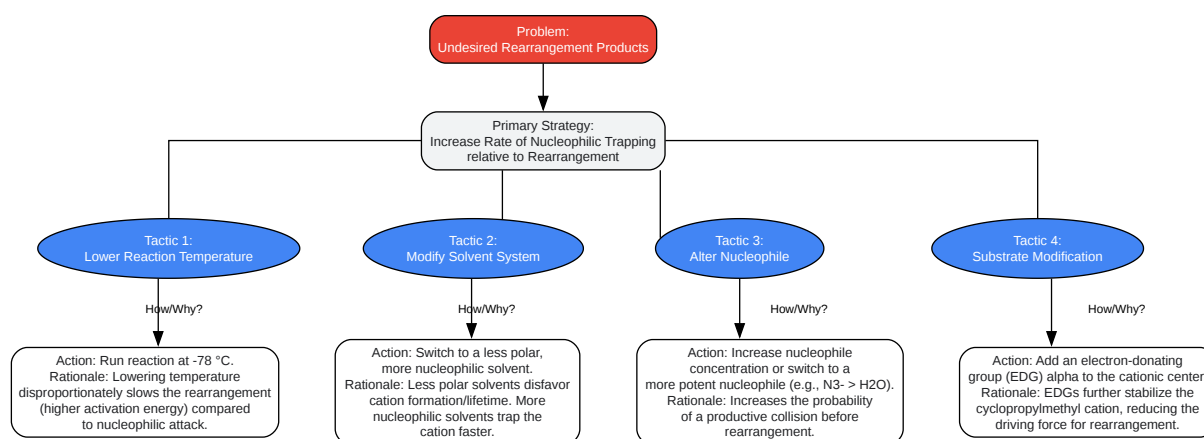 Problem:
Undesired Rearrangement Products
Primary Strategy:
Increase Rate of Nucleophilic Trapping
relative to Rearrangement
Tactic 1:
Lower Reaction Temperature
Tactic 2:
Modify Solvent System
Tactic 3:
Alter Nucleophile
Tactic 4:
Substrate Modification
How/Why?
How/Why?
How/Why?
How/Why?
Action: Run reaction at -78 °C.
Rationale: Lowering temperature
disproportionately slows the rearrangement
(higher activation energy) compared
to nucleophilic attack.
Action: Switch to a less polar,
more nucleophilic solvent.
Rationale: Less polar solvents disfavor
cation formation/lifetime. More
nucleophilic solvents trap the
cation faster.
Action: Increase nucleophile
concentration or switch to a
more potent nucleophile (e.g., N3- > H2O).
Rationale: Increases the probability
of a productive collision before
rearrangement.
Action: Add an electron-donating
group (EDG) alpha to the cationic center.
Rationale: EDGs further stabilize the
cyclopropylmethyl cation, reducing the
driving force for rearrangement.